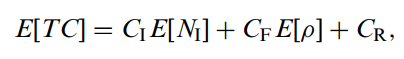 E[TC] = C_I E[N_I] + C_F E[ρ] + C_R,